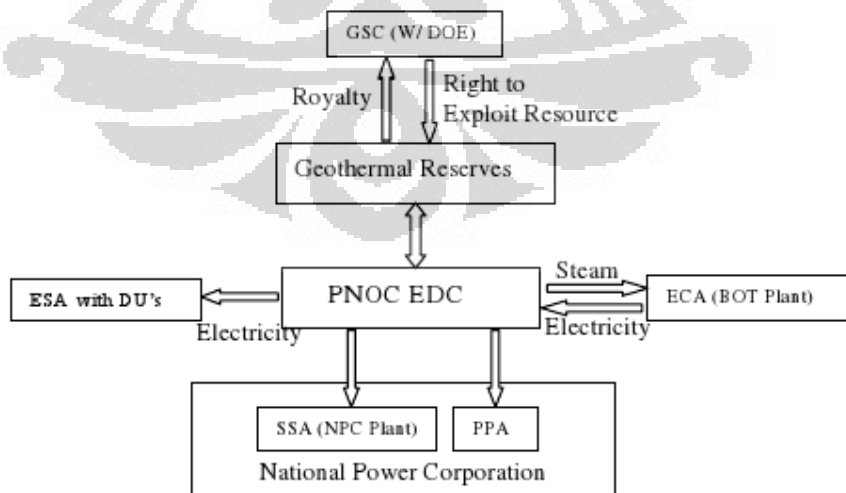 GSC (W/ DOE)
Royalty
Right to
Exploit Resource
Geothermal Reserves
Steam
ESA with DU's
PNOC EDC
ECA (BOT Plant)
Electricity
Electricity
SSA (NPC Plant)
PPA
National Power Corporation